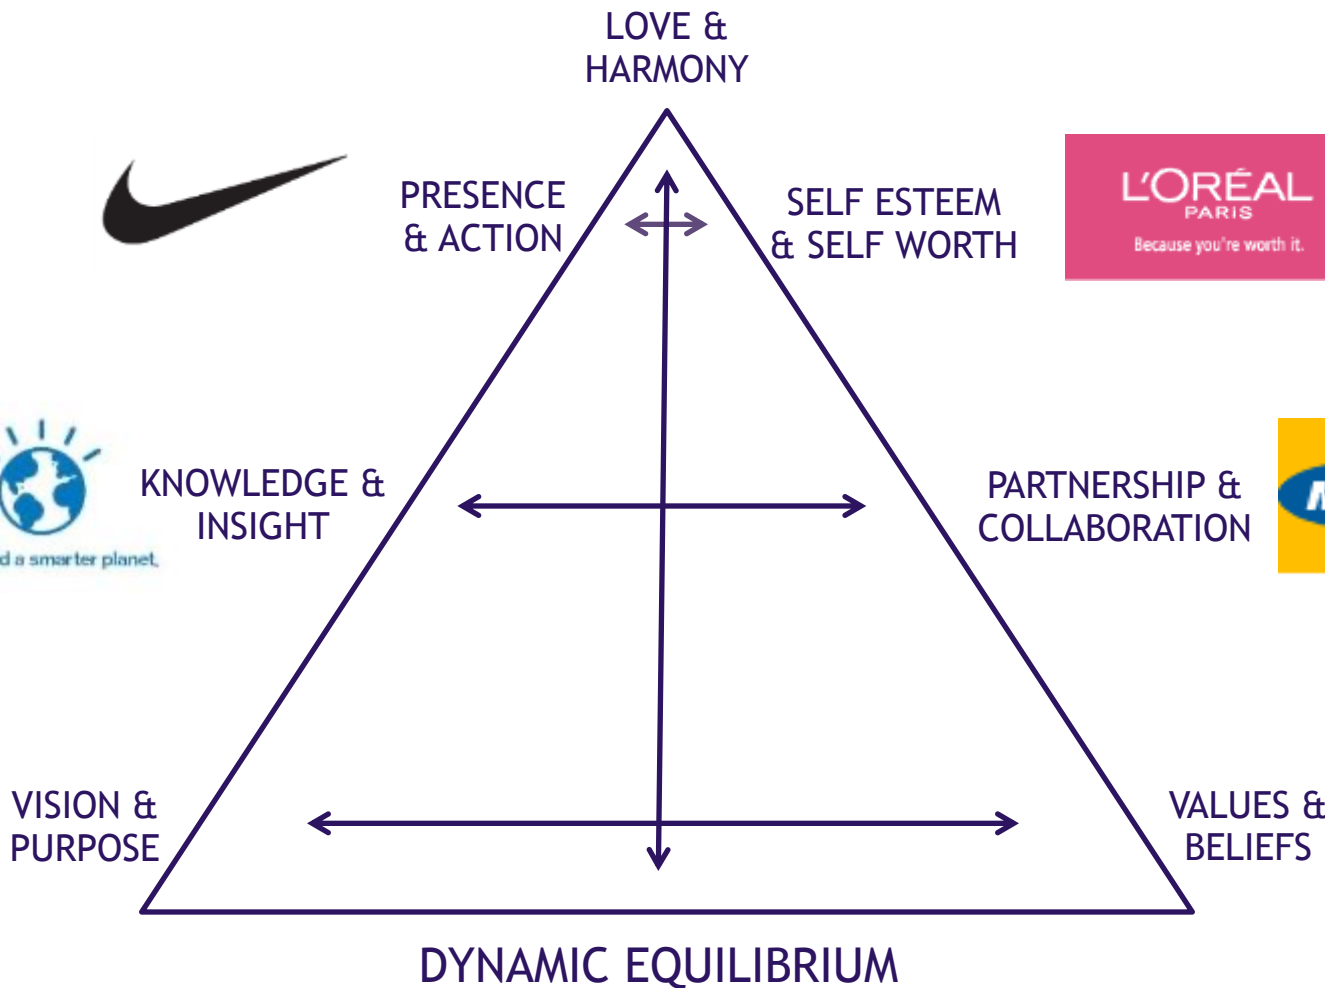 LOVE &
HARMONY
PRESENCE
& ACTION
SELF ESTEEM
& SELF WORTH
L'ORÉAL
PARIS
Because you're worth it.
KNOWLEDGE &
INSIGHT
a smarter planet.
PARTNERSHIP &
COLLABORATION
M
VISION &
PURPOSE
VALUES &
BELIEFS
DYNAMIC EQUILIBRIUM